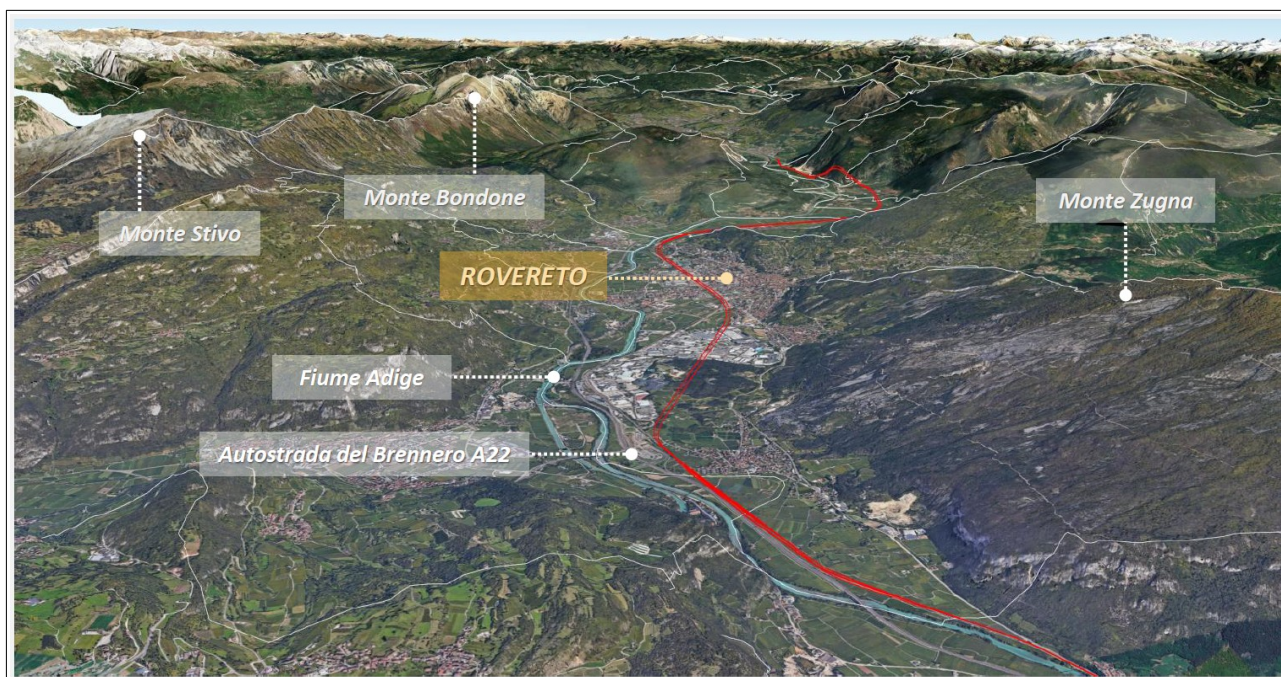 Monte Bondone
Monte Stivo
Monte Zugna
ROVERETO
Fiume Adige
Autostrada del Brennero A22